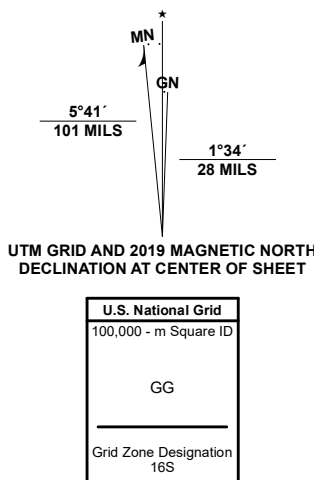 ★
MN
GN
5°41´
101 MILS
1°34´
28 MILS
UTM GRID AND 2019 MAGNETIC NORTH
DECLINATION AT CENTER OF SHEET
U.S. National Grid
100,000 - m Square ID
GG
Grid Zone Designation
16S